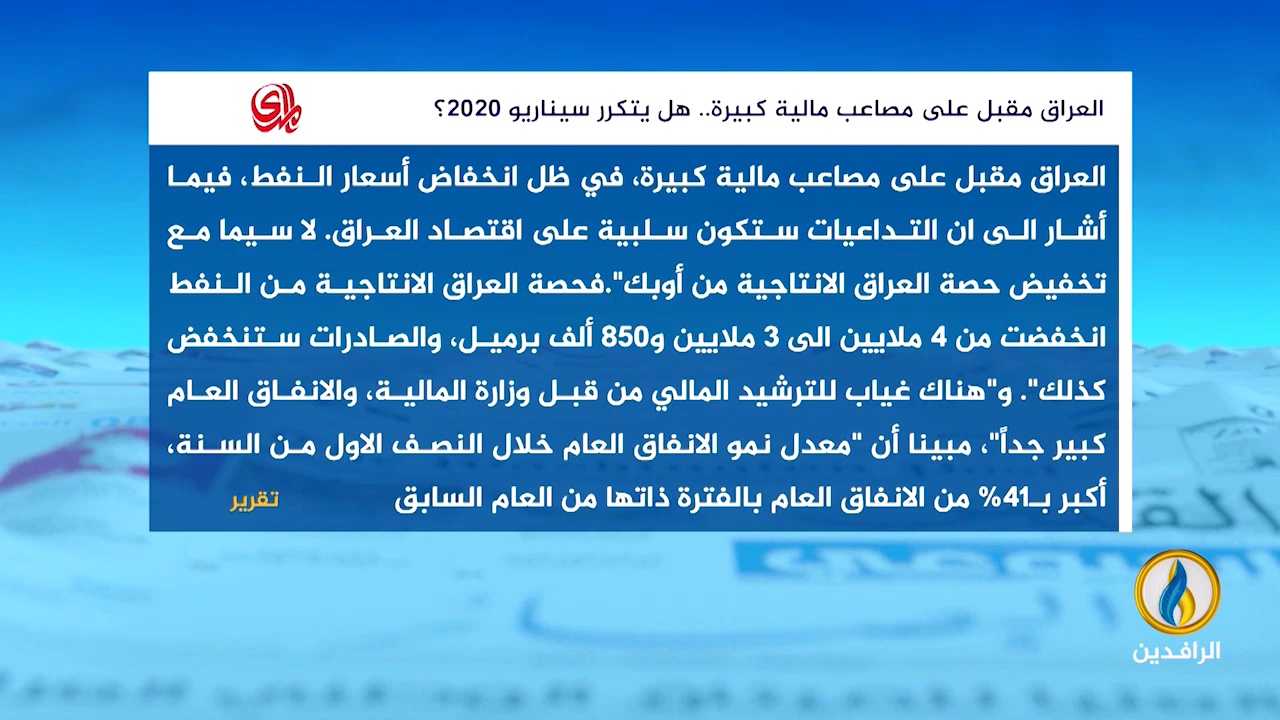 المدى
العراق مقبل على مصاعب مالية كبيرة.. هل يتكرر سيناريو 2020؟
العراق مقبل على مصاعب مالية كبيرة، في ظل انخفاض أسعار النفط، فيما
أشار الى ان التداعيات ستكون سلبية على اقتصاد العراق. لا سيما مع
تخفيض حصة العراق الانتاجية من أوبك".فحصة العراق الانتاجية من النفط
انخفضت من 4 ملايين الى 3 ملايين و850 ألف برميل، والصادرات ستنخفض
كذلك". و"هناك غياب للترشيد المالي من قبل وزارة المالية، والانفاق العام
كبير جداً"، مبينا أن "معدل نمو الانفاق العام خلال النصف الاول من السنة،
أكبر بـ41% من الانفاق العام بالفترة ذاتها من العام السابق
تقرير
الرافدين